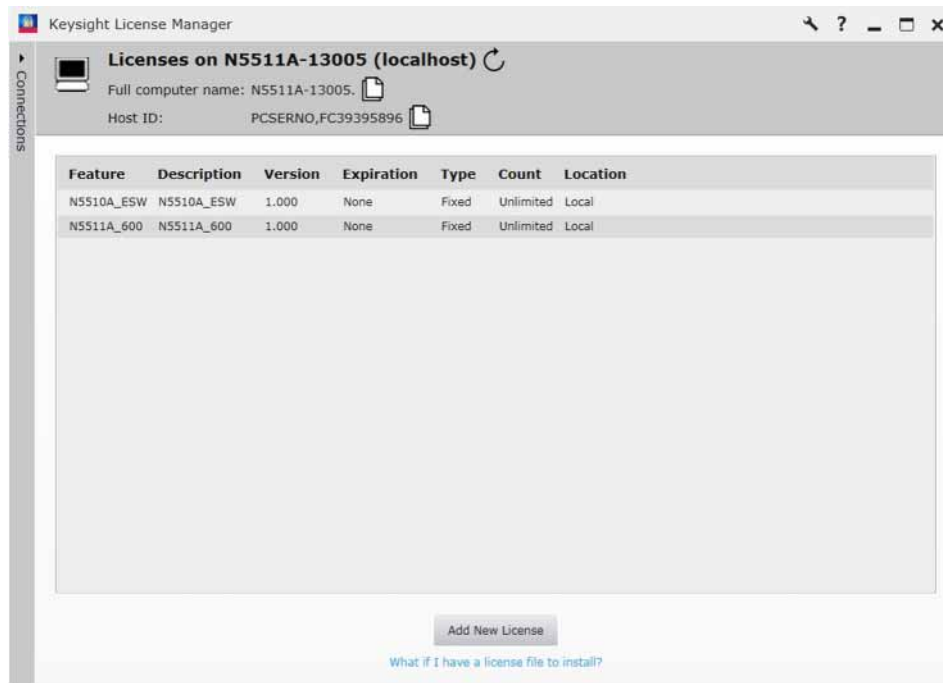 Keysight License Manager
?
Connections
Licenses on N5511A-13005 (localhost)
Full computer name: N5511A-13005.
Host ID: PCSERNO,FC39395896
Feature Description Version Expiration Type Count Location
N5510A_ESW N5510A_ESW 1.000 None Fixed Unlimited Local
N5511A_600 N5511A_600 1.000 None Fixed Unlimited Local
Add New License
What if I have a license file to install?